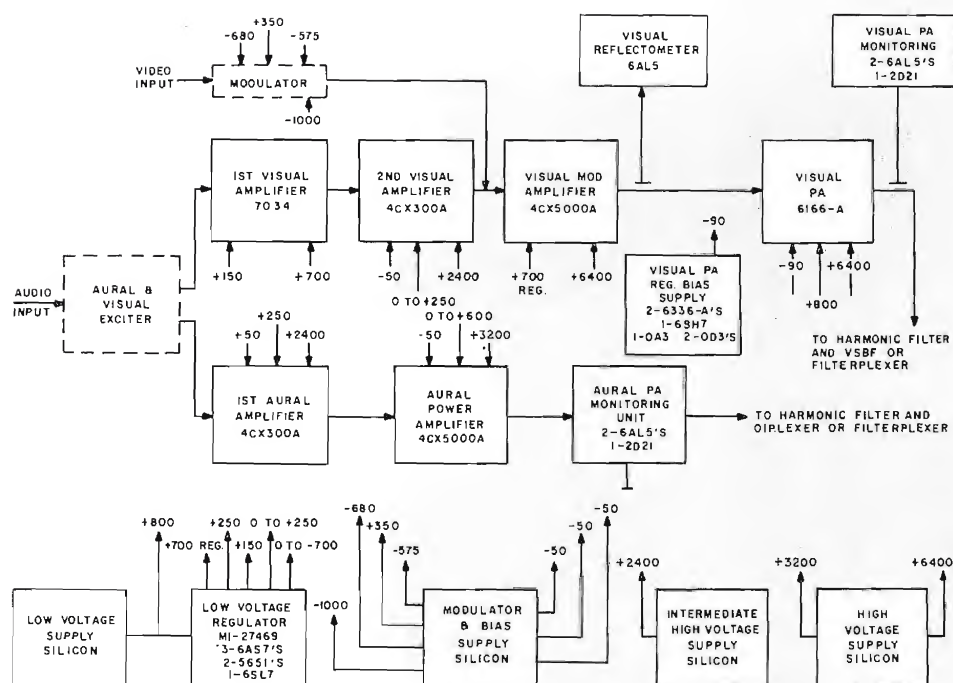 +350
-680
-575
VIDEO
INPUT
MODULATOR
-1000
VISUAL
REFLECTOMETER
6AL5
VISUAL PA
MONITORING
2-6AL5'S
1-2D21
1ST VISUAL
AMPLIFIER
7034
2ND VISUAL
AMPLIFIER
4CX300A
VISUAL MOD
AMPLIFIER
4CX5000A
VISUAL
PA
6166-A
+150
+700
-50
+2400
0 TO +250
+700
REG.
+6400
-90
-90
+6400
+800
AUDIO
INPUT
AURAL &
VISUAL
EXCITER
VISUAL PA
REG. BIAS
SUPPLY
2-6336-A'S
1-6SH7
1-OA3 2-OD3'S
TO HARMONIC FILTER
AND VSBF OR
FILTERPLEXER
+250
+50
+2400
0 TO +600
-50
+3200
1ST AURAL
AMPLIFIER
4CX300A
AURAL
POWER
AMPLIFIER
4CX5000A
AURAL PA
MONITORING
UNIT
2-6AL5'S
1-2D21
TO HARMONIC FILTER AND
DIPLEXER OR FILTERPLEXER
+800
+250 0 TO +250
+700 REG. +150 0 TO -700
-1000
-680
+350
-575
-50
-50
-50
+2400
+3200
+6400
LOW VOLTAGE
SUPPLY
SILICON
LOW VOLTAGE
REGULATOR
MI-27469
3-6AS7'S
2-5651'S
1-6SL7
MODULATOR
& BIAS
SUPPLY
SILICON
INTERMEDIATE
HIGH VOLTAGE
SUPPLY
SILICON
HIGH
VOLTAGE
SUPPLY
SILICON